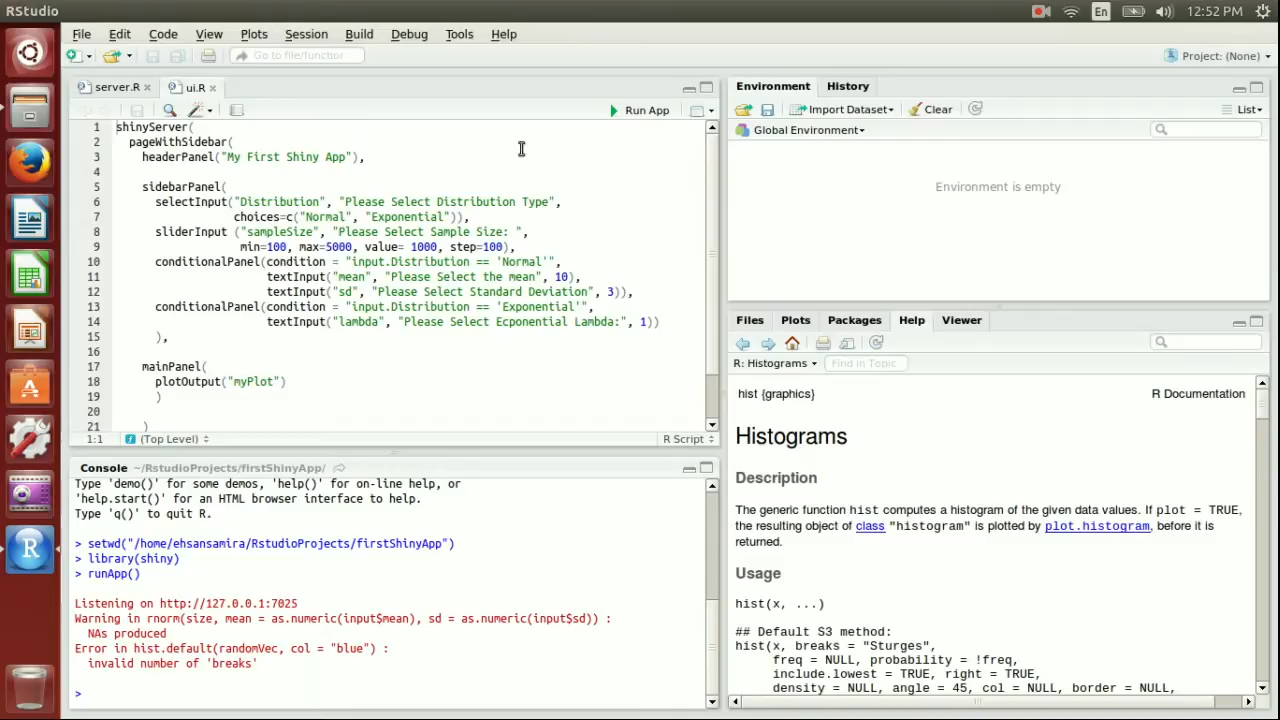 RStudio
En
12:52 PM
File Edit Code View Plots Session Build Debug Tools Help
Go to file/function
Project: (None)
server.R
ui.R
Run App
1 shinyServer(
2 pageWithSidebar(
3 headerPanel("My First Shiny App"),
4
5 sidebarPanel(
6 selectInput("Distribution", "Please Select Distribution Type",
7 choices=c("Normal", "Exponential")),
8 sliderInput ("sampleSize", "Please Select Sample Size: ",
9 min=100, max=5000, value= 1000, step=100),
10 conditionalPanel(condition = "input.Distribution == 'Normal'",
11 textInput("mean", "Please Select the mean", 10),
12 textInput("sd", "Please Select Standard Deviation", 3)),
13 conditionalPanel(condition = "input.Distribution == 'Exponential'",
14 textInput("lambda", "Please Select Ecponential Lambda:", 1))
15 ),
16
17 mainPanel(
18 plotOutput("myPlot")
19 )
20
21 )
1:1 (Top Level) R Script
Console ~/RstudioProjects/firstShinyApp/
Type 'demo()' for some demos, 'help()' for on-line help, or
'help.start()' for an HTML browser interface to help.
Type 'q()' to quit R.
> setwd("/home/ehsansamira/RstudioProjects/firstShinyApp")
> library(shiny)
> runApp()
Listening on http://127.0.0.1:7025
Warning in rnorm(size, mean = as.numeric(input$mean), sd = as.numeric(input$sd)) :
NAs produced
Error in hist.default(randomVec, col = "blue") :
invalid number of 'breaks'
>
Environment History
Import Dataset Clear List
Global Environment
Environment is empty
Files Plots Packages Help Viewer
R: Histograms Find in Topic
hist {graphics} R Documentation
Histograms
Description
The generic function hist computes a histogram of the given data values. If plot = TRUE,
the resulting object of class "histogram" is plotted by plot.histogram, before it is
returned.
Usage
hist(x, ...)
## Default S3 method:
hist(x, breaks = "Sturges",
freq = NULL, probability = !freq,
include.lowest = TRUE, right = TRUE,
density = NULL, angle = 45, col = NULL, border = NULL,